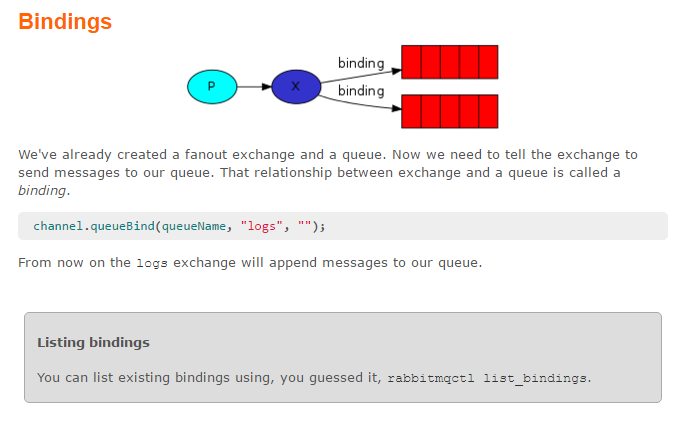 Bindings
binding
P
X
binding
We've already created a fanout exchange and a queue. Now we need to tell the exchange to
send messages to our queue. That relationship between exchange and a queue is called a
binding.
channel.queueBind(queueName, "logs", "");
From now on the logs exchange will append messages to our queue.
Listing bindings
You can list existing bindings using, you guessed it, rabbitmqctl list_bindings.